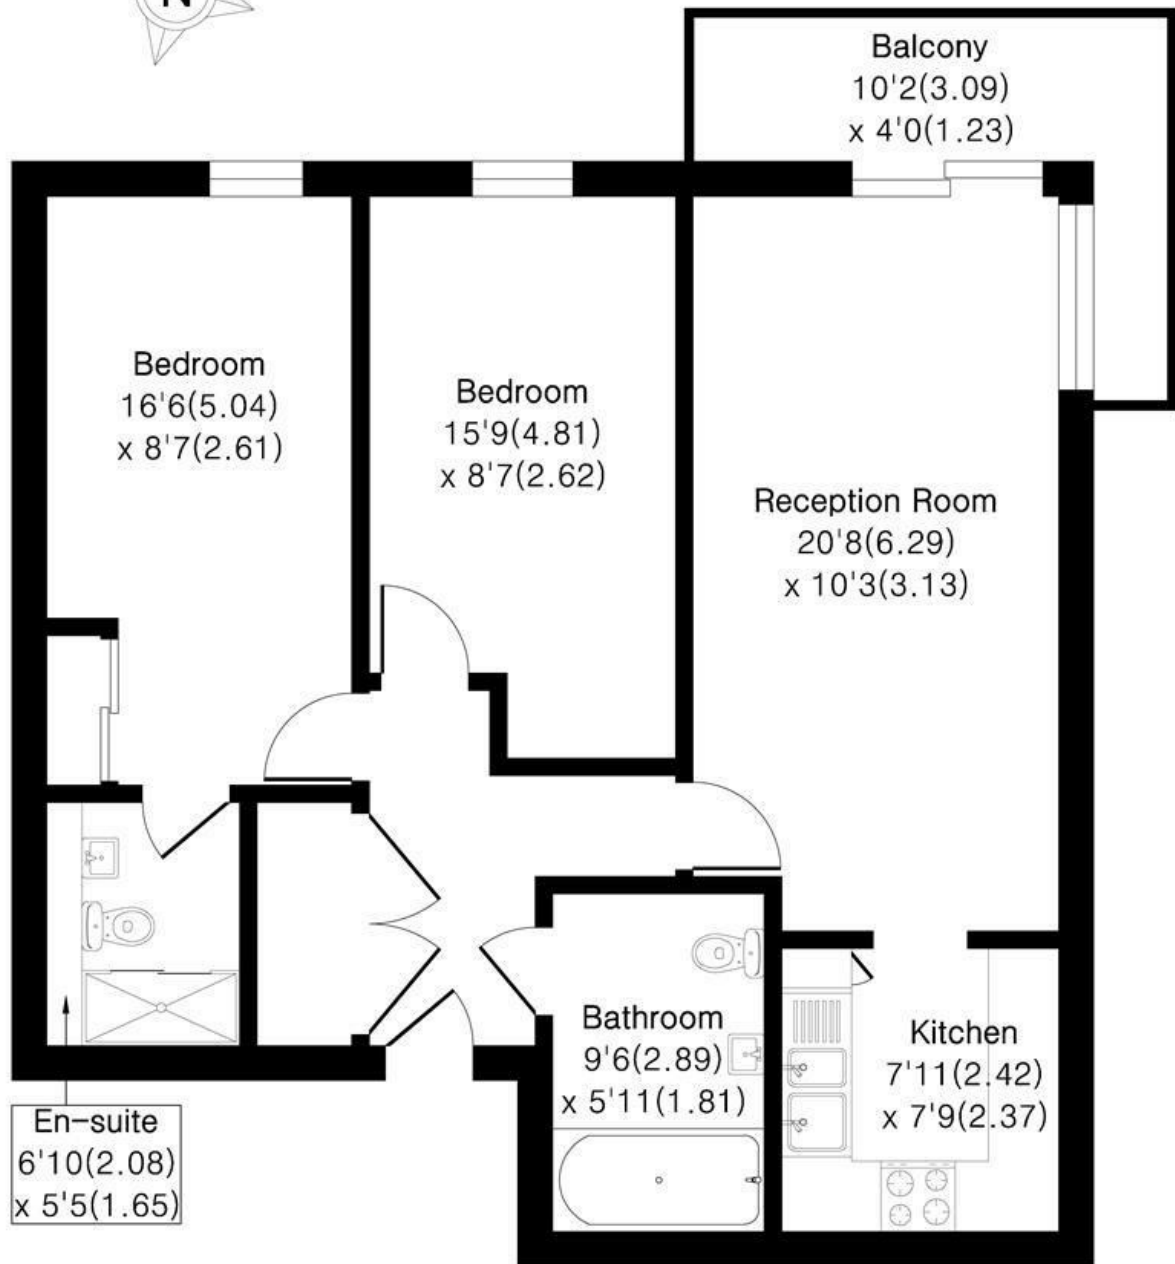 N
Balcony
10'2(3.09)
x 4'0(1.23)
Bedroom
16'6(5.04)
x 8'7(2.61)
Bedroom
15'9(4.81)
x 8'7(2.62)
Reception Room
20'8(6.29)
x 10'3(3.13)
Bathroom
9'6(2.89)
x 5'11(1.81)
Kitchen
7'11(2.42)
x 7'9(2.37)
En-suite
6'10(2.08)
x 5'5(1.65)